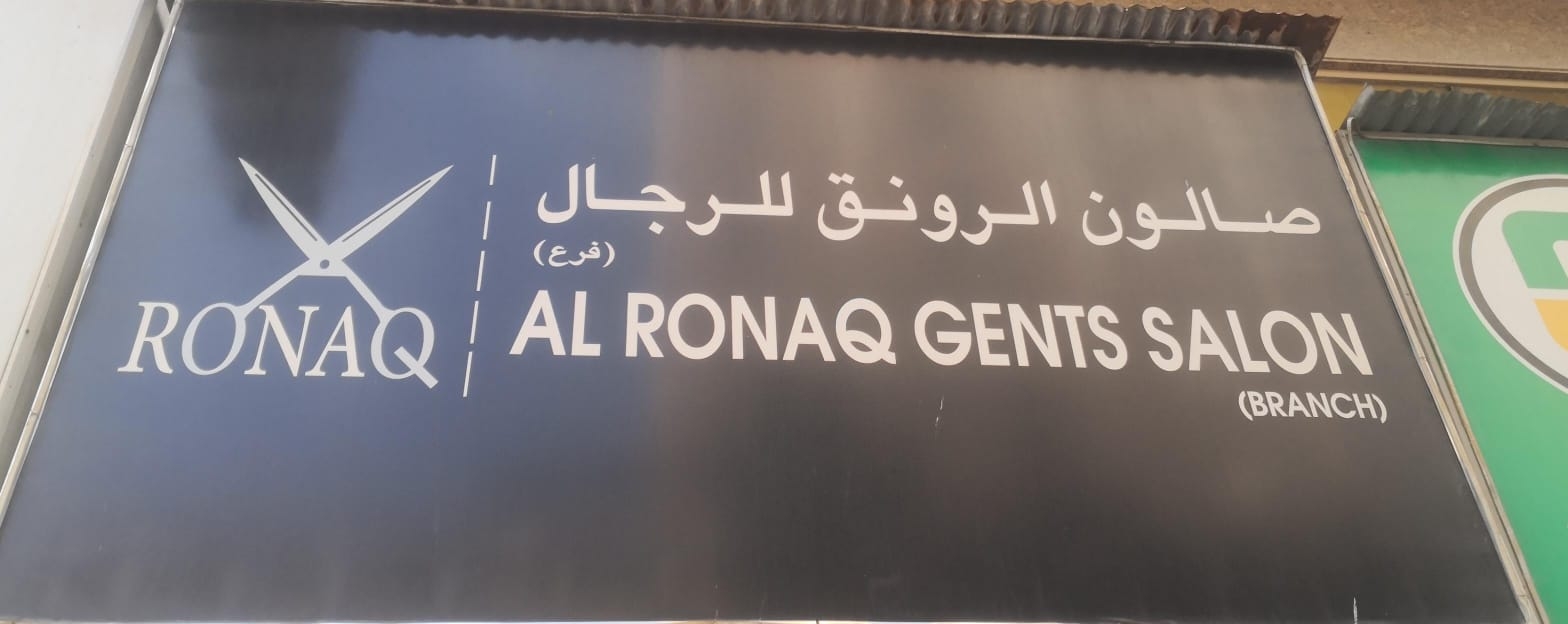 RONAQ
صالون الرونق للرجال
(فرع)
AL RONAQ GENTS SALON
(BRANCH)